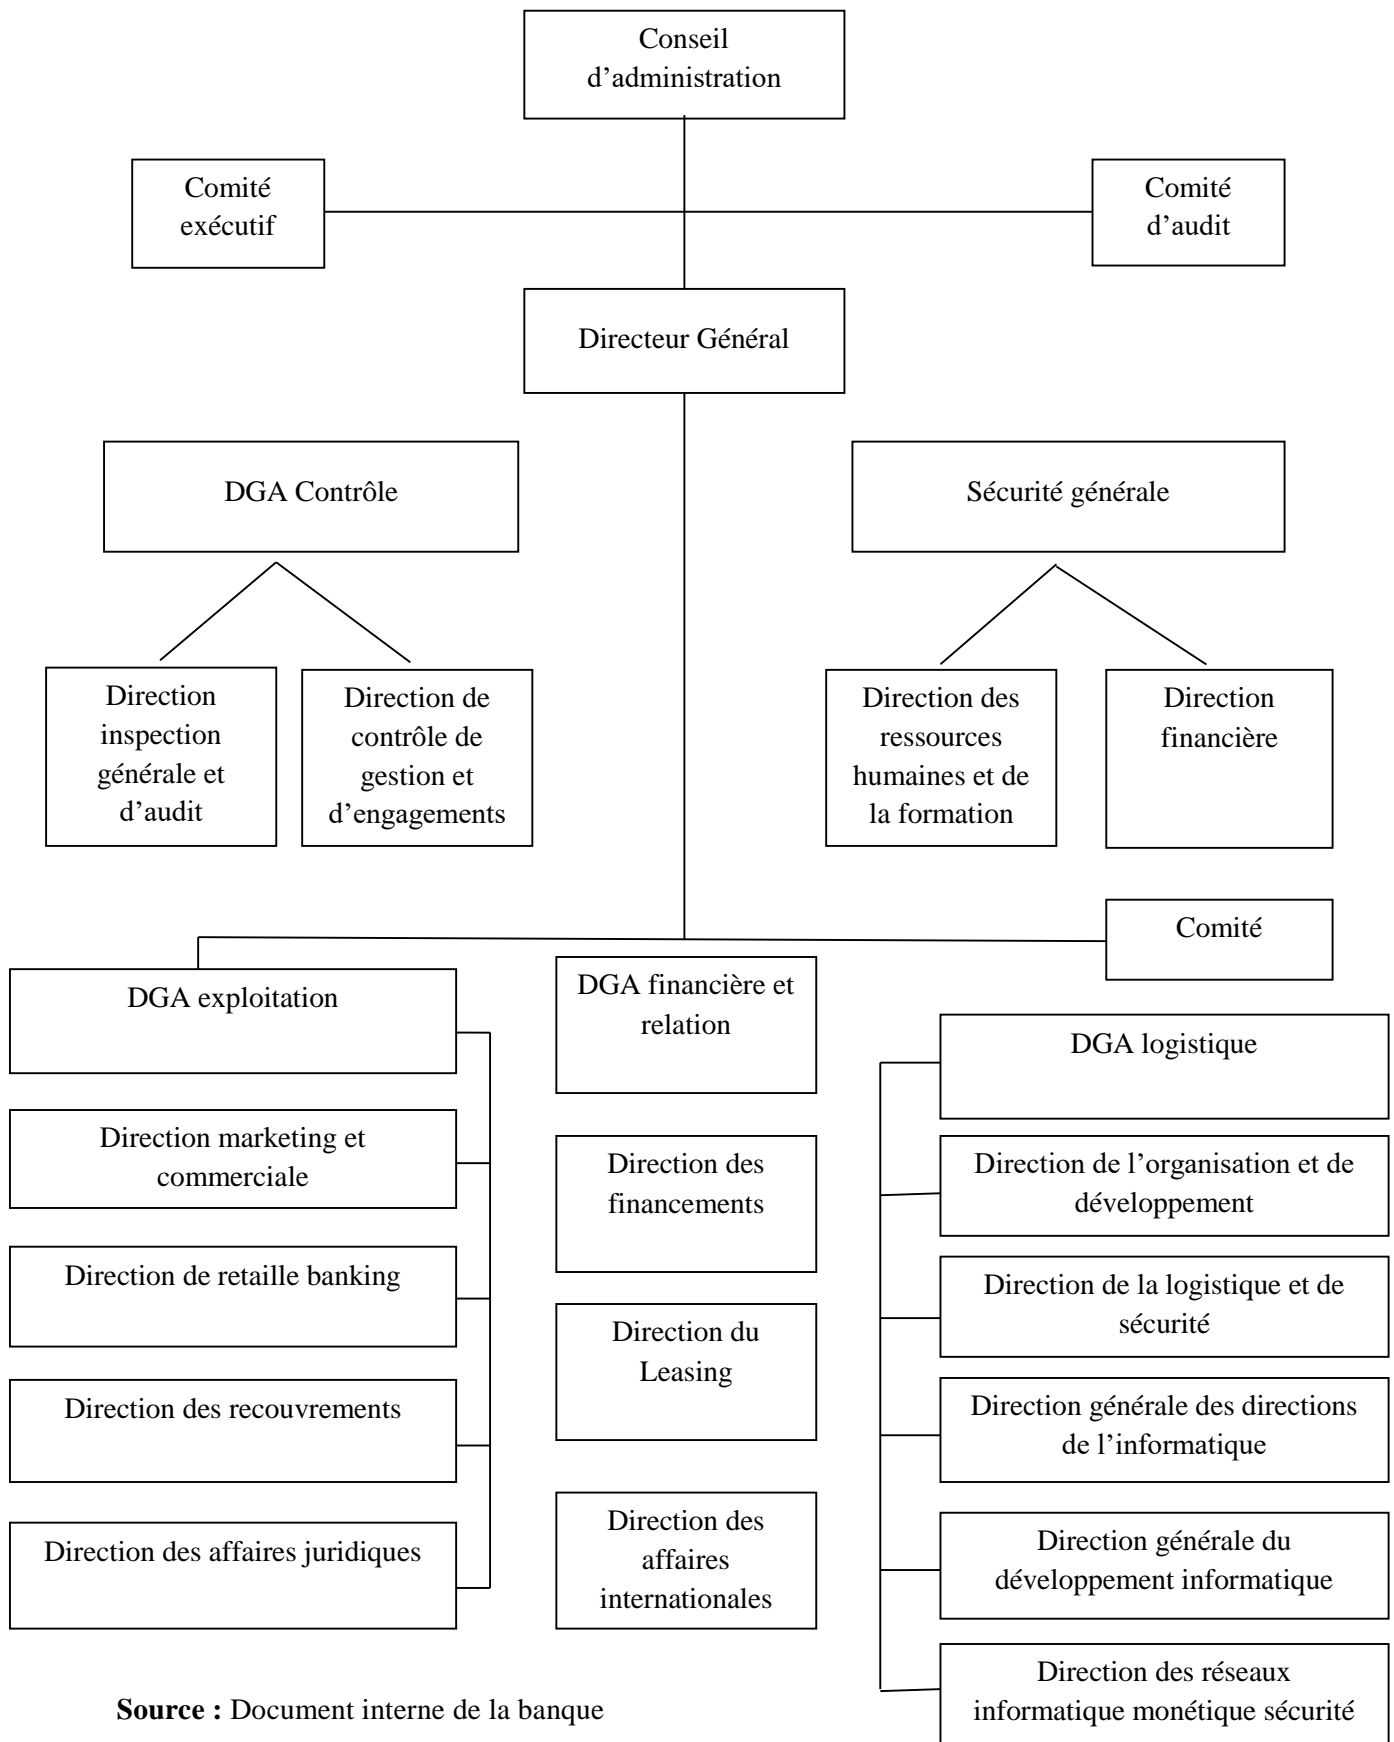 Conseil
d’administration
Comité
exécutif
Comité
d’audit
Directeur Général
DGA Contrôle
Sécurité générale
Direction
inspection
générale et
d’audit
Direction de
contrôle de
gestion et
d’engagements
Direction des
ressources
humaines et de
la formation
Direction
financière
Comité
DGA exploitation
DGA financière et
relation
DGA logistique
Direction marketing et
commerciale
Direction des
financements
Direction de l’organisation et de
développement
Direction de retaille banking
Direction du
Leasing
Direction de la logistique et de
sécurité
Direction des recouvrements
Direction générale des directions
de l’informatique
Direction des affaires juridiques
Direction des
affaires
internationales
Direction générale du
développement informatique
Direction des réseaux
informatique monétique sécurité
Source : Document interne de la banque